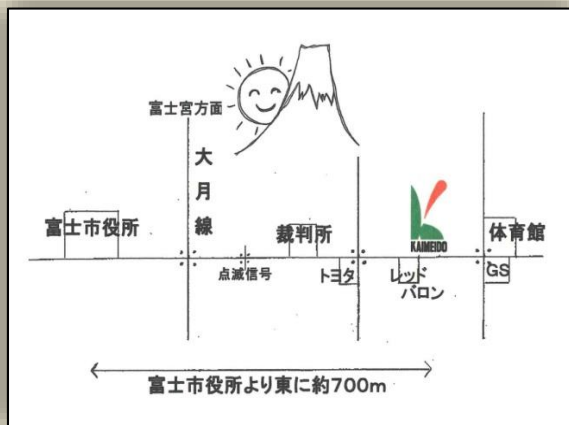 富士宮方面
大月線
富士市役所
裁判所
KAIMEIDO
体育館
点滅信号
トヨタ
レッド
バロン
GS
富士市役所より東に約700m